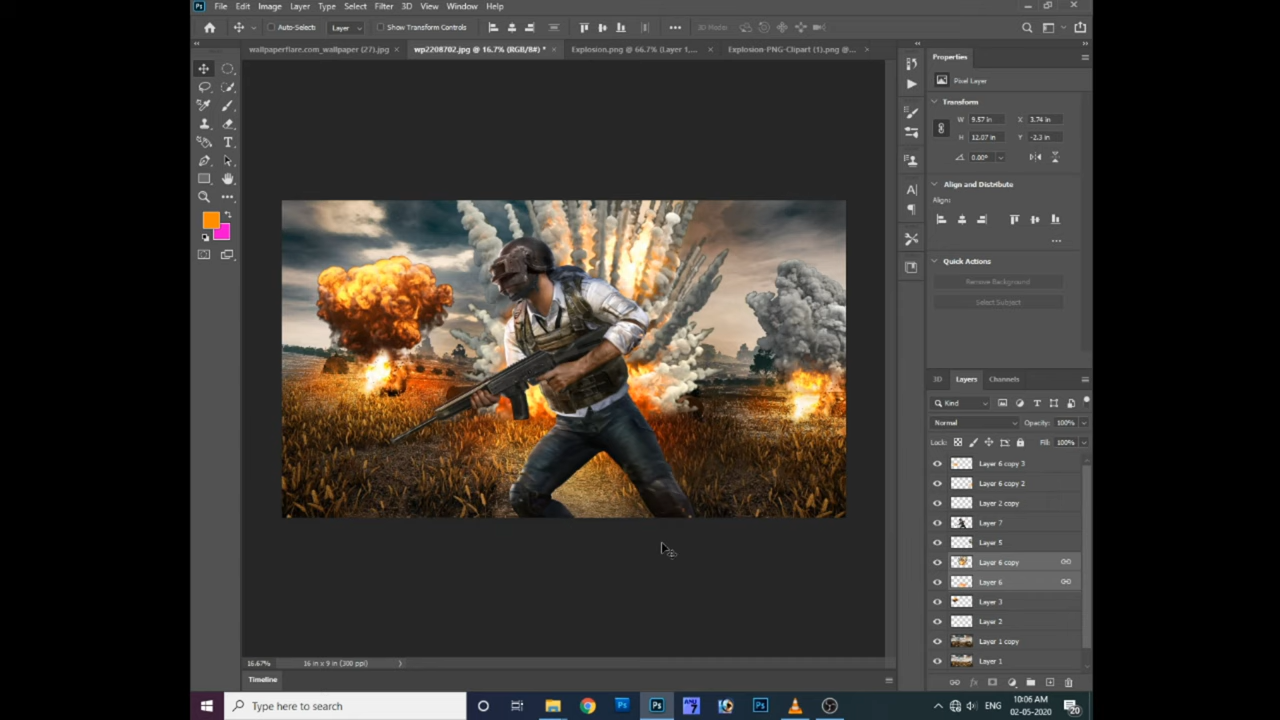 Ps File Edit Image Layer Type Select Filter 3D View Window Help
Auto-Select: Layer Show Transform Controls 3D Mode:
wallpaperflare.com_wallpaper (27).jpg × wp2208702.jpg @ 16.7% (RGB/8#) * × Explosion.png @ 66.7% (Layer 1,... × Explosion-PNG-Clipart (1).png @...
Properties
Pixel Layer
Transform
W 9.57 in X 3.74 in
H 12.07 in Y -2.3 in
0.00°
Align and Distribute
Align:
Quick Actions
Remove Background
Select Subject
3D Layers Channels
Kind
Normal Opacity: 100%
Lock: Fill: 100%
Layer 6 copy 3
Layer 6 copy 2
Layer 2 copy
Layer 7
Layer 5
Layer 6 copy
Layer 6
Layer 3
Layer 2
Layer 1 copy
Layer 1
16.67% 16 in x 9 in (300 ppi)
Timeline
Type here to search
ENG
10:06 AM
02-05-2020
20